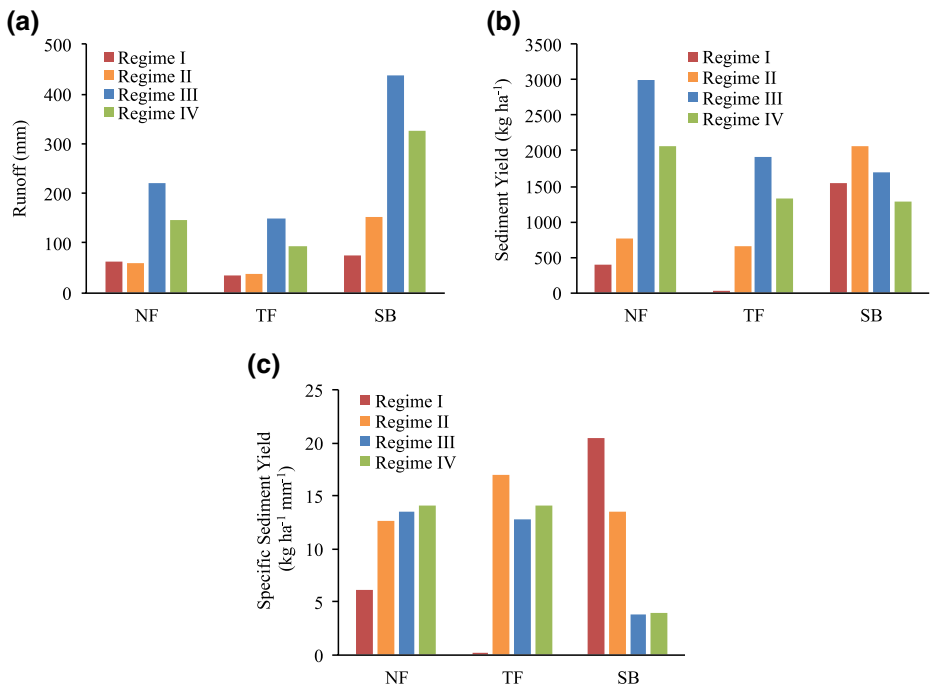 (a)
500
400
300
200
100
0
Runoff (mm)
Regime I
Regime II
Regime III
Regime IV
NF TF SB
(b)
3500
3000
2500
2000
1500
1000
500
0
Sediment Yield (kg ha⁻¹)
Regime I
Regime II
Regime III
Regime IV
NF TF SB
(c)
25
20
15
10
5
0
Specific Sediment Yield
(kg ha⁻¹ mm⁻¹)
Regime I
Regime II
Regime III
Regime IV
NF TF SB